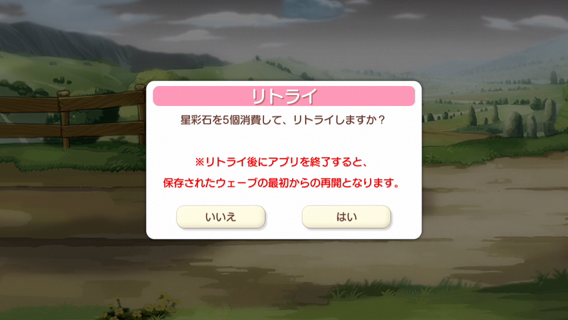 リトライ
星彩石を5個消費して、リトライしますか？
※リトライ後にアプリを終了すると、
保存されたウェーブの最初からの再開となります。
いいえ
はい